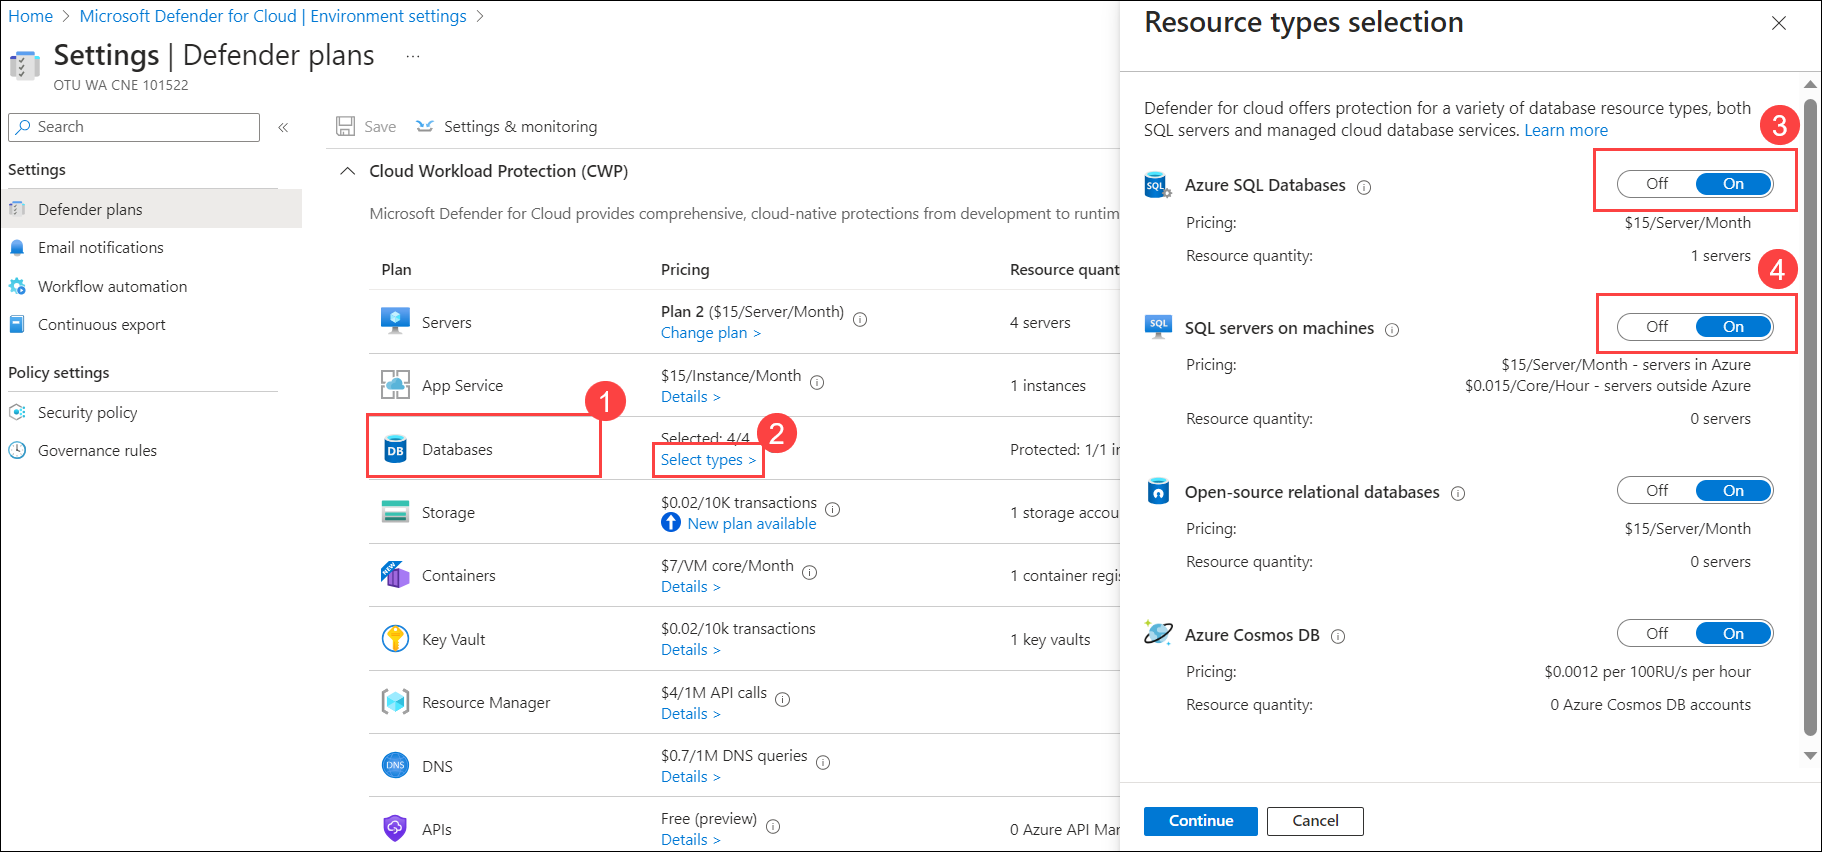 Home > Microsoft Defender for Cloud | Environment settings >
Settings | Defender plans ...
OTU WA CNE 101522
Search «
Settings
Defender plans
Email notifications
Workflow automation
Continuous export
Policy settings
Security policy
Governance rules
Save Settings & monitoring
Cloud Workload Protection (CWP)
Microsoft Defender for Cloud provides comprehensive, cloud-native protections from development to runtim
Plan Pricing Resource quant
Servers Plan 2 ($15/Server/Month) 4 servers
Change plan >
App Service $15/Instance/Month 1 instances
Details >
1
Databases Selected: 4/4 2 Protected: 1/1 i
Select types >
Storage $0.02/10K transactions 1 storage accou
New plan available
NEW Containers $7/VM core/Month 1 container regis
Details >
Key Vault $0.02/10k transactions 1 key vaults
Details >
Resource Manager $4/1M API calls
Details >
DNS DNS $0.7/1M DNS queries
Details >
APIs Free (preview) 0 Azure API Mar
Details >
Resource types selection
Defender for cloud offers protection for a variety of database resource types, both
SQL servers and managed cloud database services. Learn more
3
SQL Azure SQL Databases Off On
Pricing: $15/Server/Month
Resource quantity: 1 servers
4
SQL SQL servers on machines Off On
Pricing: $15/Server/Month - servers in Azure
$0.015/Core/Hour - servers outside Azure
Resource quantity: 0 servers
Open-source relational databases Off On
Pricing: $15/Server/Month
Resource quantity: 0 servers
Azure Cosmos DB Off On
Pricing: $0.0012 per 100RU/s per hour
Resource quantity: 0 Azure Cosmos DB accounts
Continue Cancel